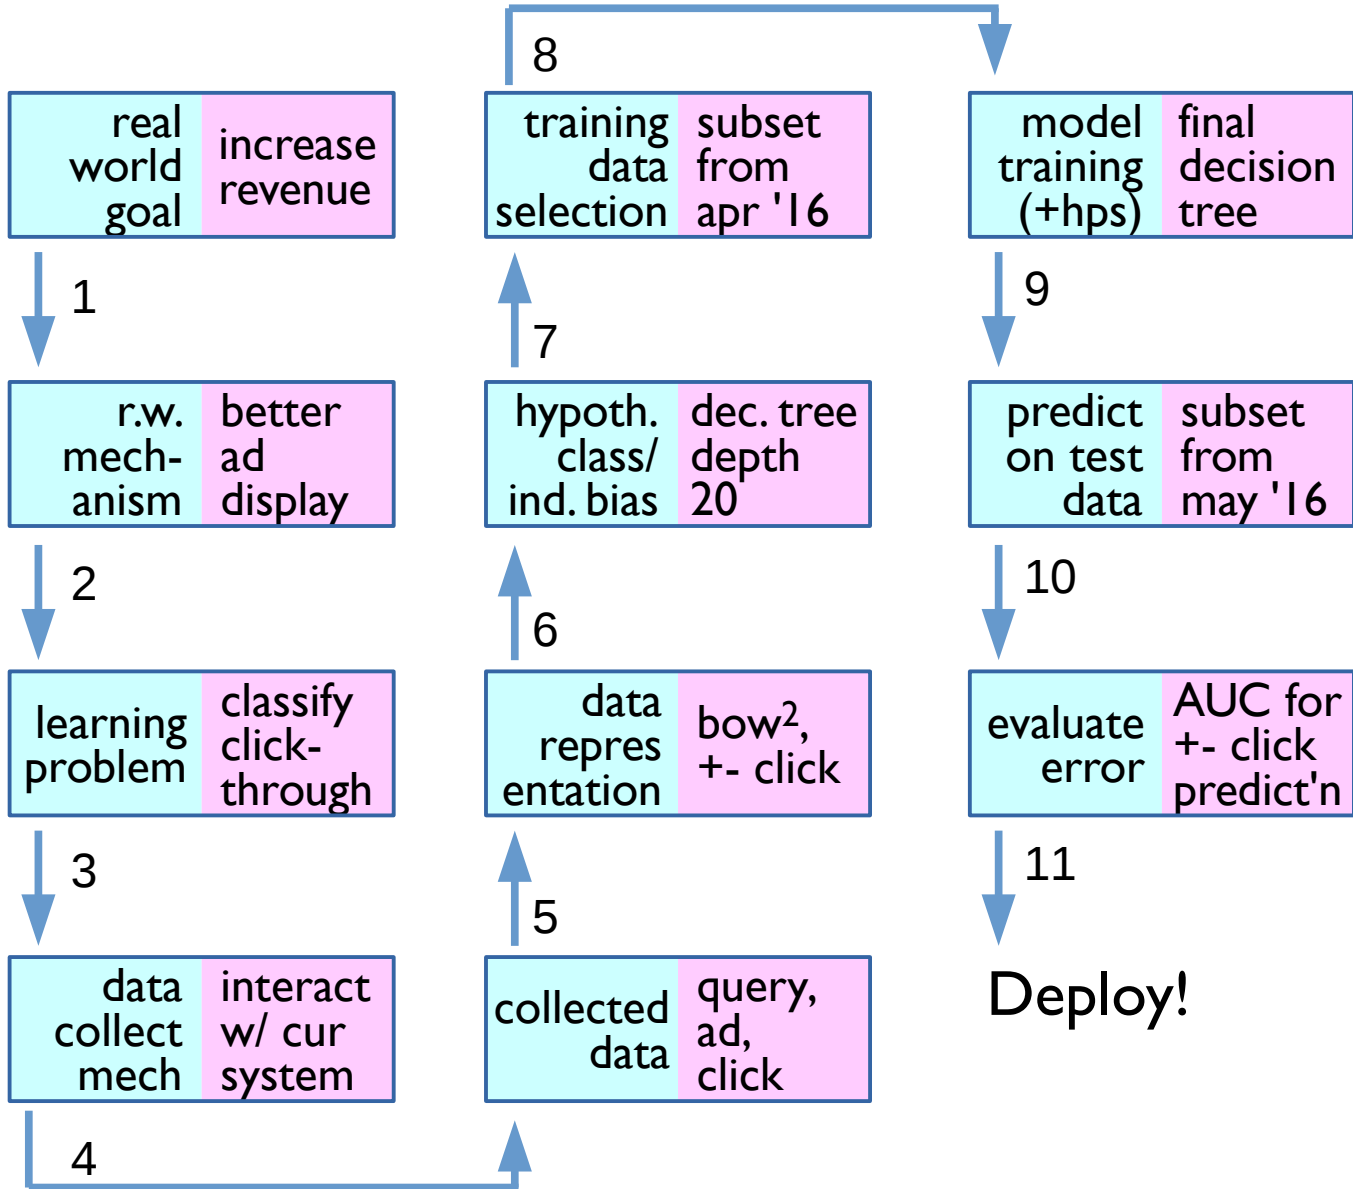 real
world
goal
increase
revenue
1
r.w.
mech-
anism
better
ad
display
2
learning
problem
classify
click-
through
3
data
collect
mech
interact
w/ cur
system
4
collected
data
query,
ad,
click
5
data
repres
entation
bow²,
+- click
6
hypoth.
class/
ind. bias
dec. tree
depth
20
7
training
data
selection
subset
from
apr '16
8
model
training
(+hps)
final
decision
tree
9
predict
on test
data
subset
from
may '16
10
evaluate
error
AUC for
+- click
predict'n
11
Deploy!